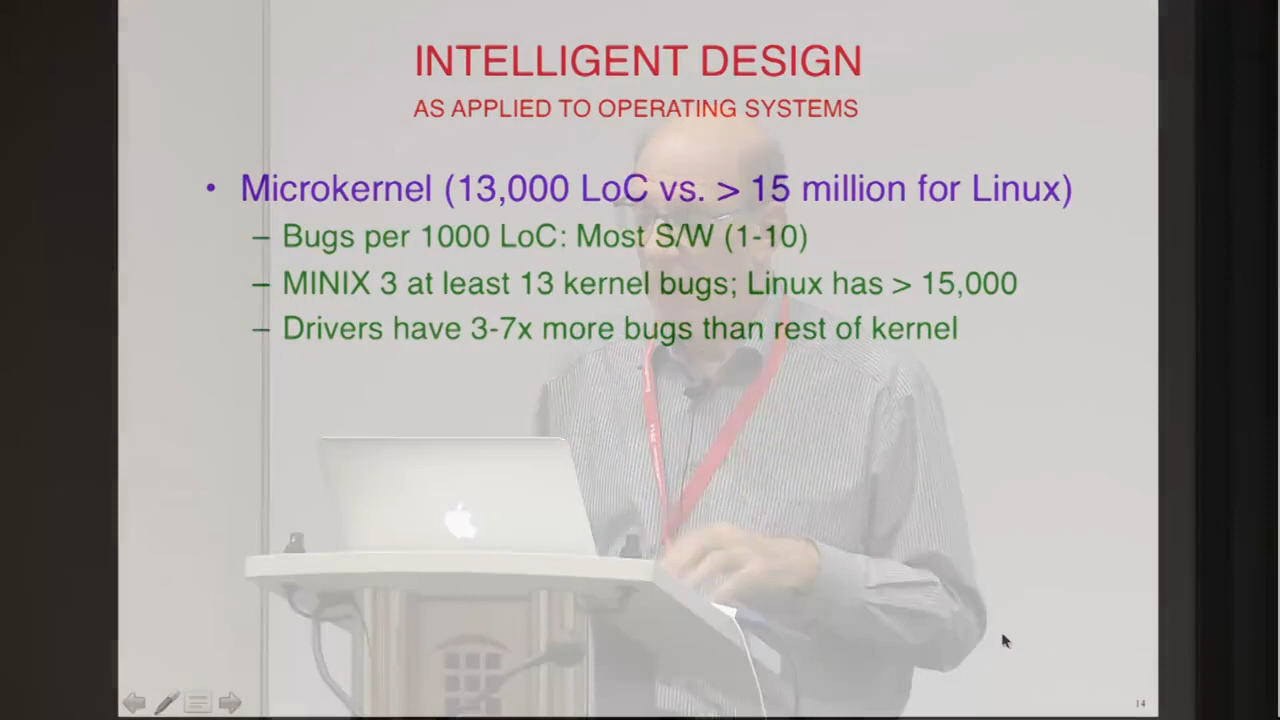 INTELLIGENT DESIGN
AS APPLIED TO OPERATING SYSTEMS
• Microkernel (13,000 LoC vs. > 15 million for Linux)
– Bugs per 1000 LoC: Most S/W (1-10)
– MINIX 3 at least 13 kernel bugs; Linux has > 15,000
– Drivers have 3-7x more bugs than rest of kernel
14